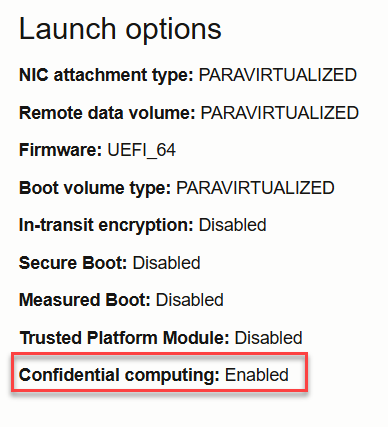 Launch options
NIC attachment type: PARAVIRTUALIZED
Remote data volume: PARAVIRTUALIZED
Firmware: UEFI_64
Boot volume type: PARAVIRTUALIZED
In-transit encryption: Disabled
Secure Boot: Disabled
Measured Boot: Disabled
Trusted Platform Module: Disabled
Confidential computing: Enabled